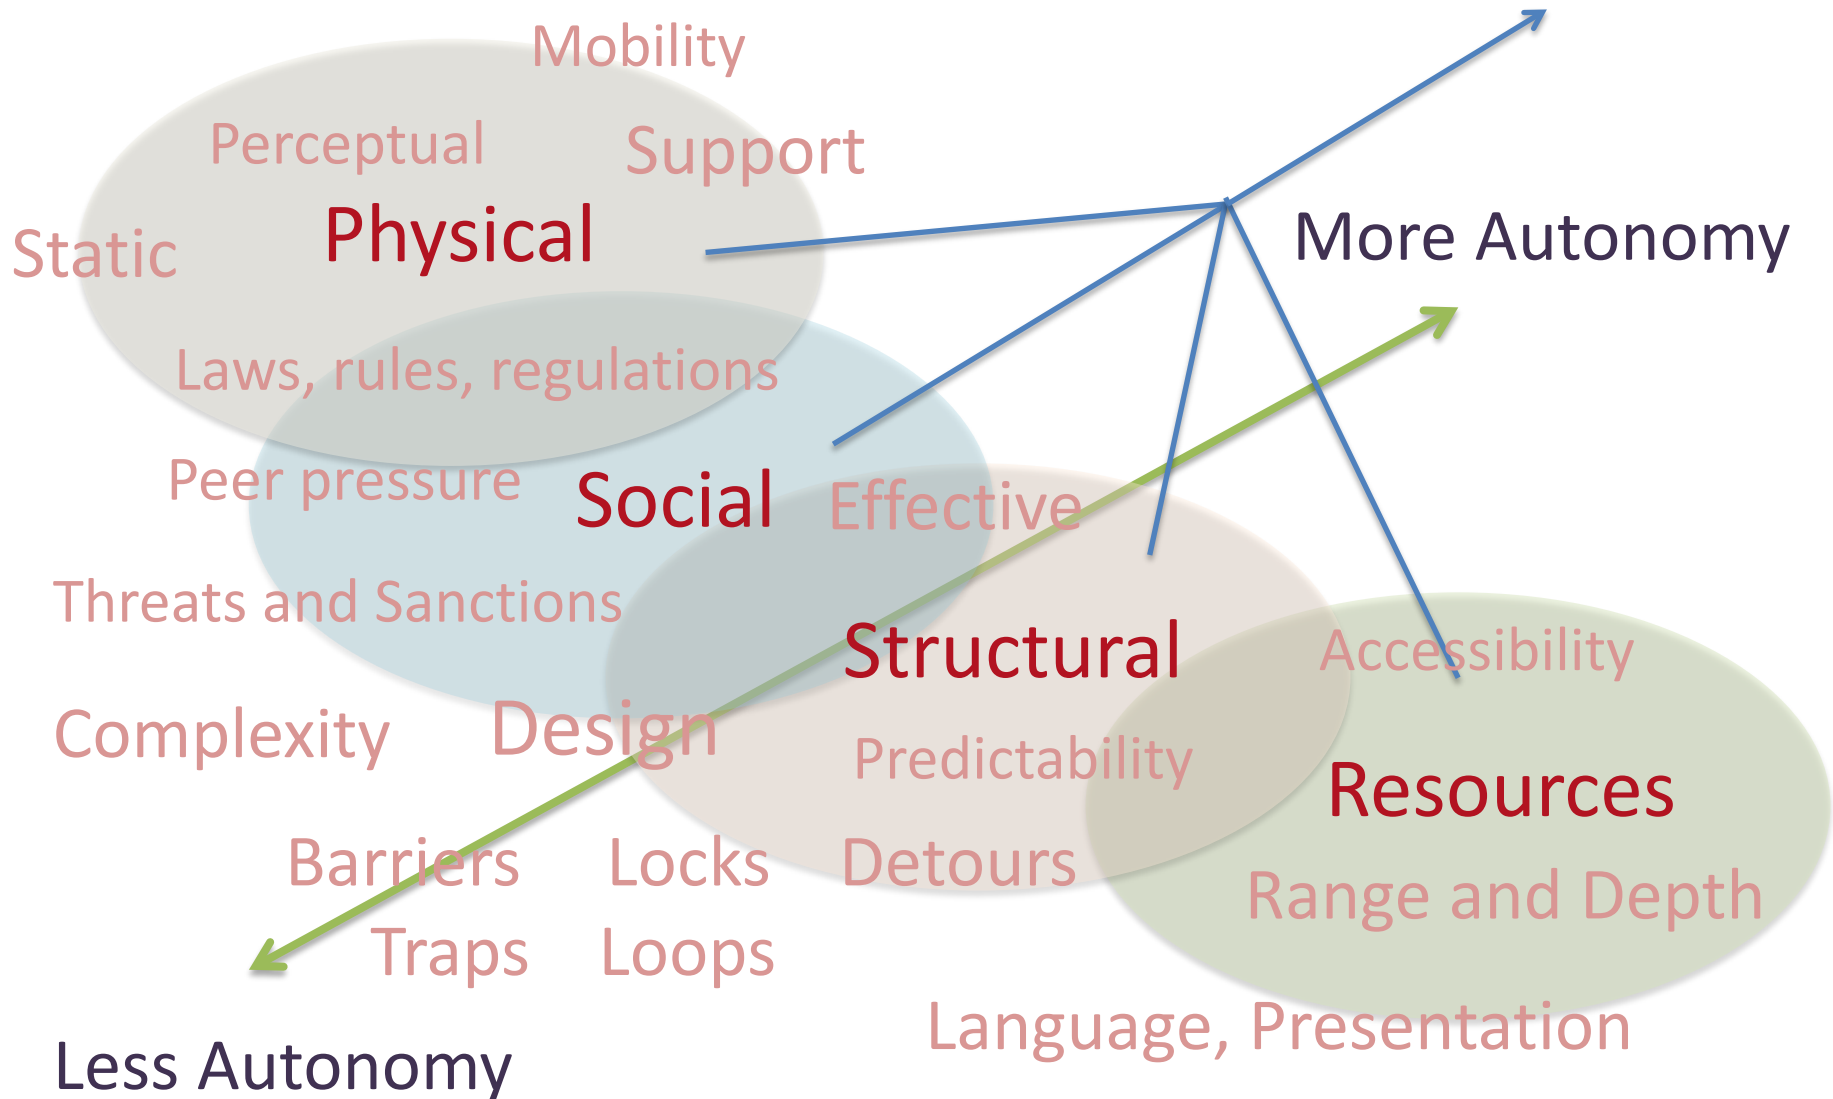 Mobility
Perceptual
Support
Physical
Static
More Autonomy
Laws, rules, regulations
Peer pressure
Social
Effective
Threats and Sanctions
Structural
Accessibility
Complexity
Design
Predictability
Resources
Barriers
Locks
Detours
Range and Depth
Traps
Loops
Language, Presentation
Less Autonomy